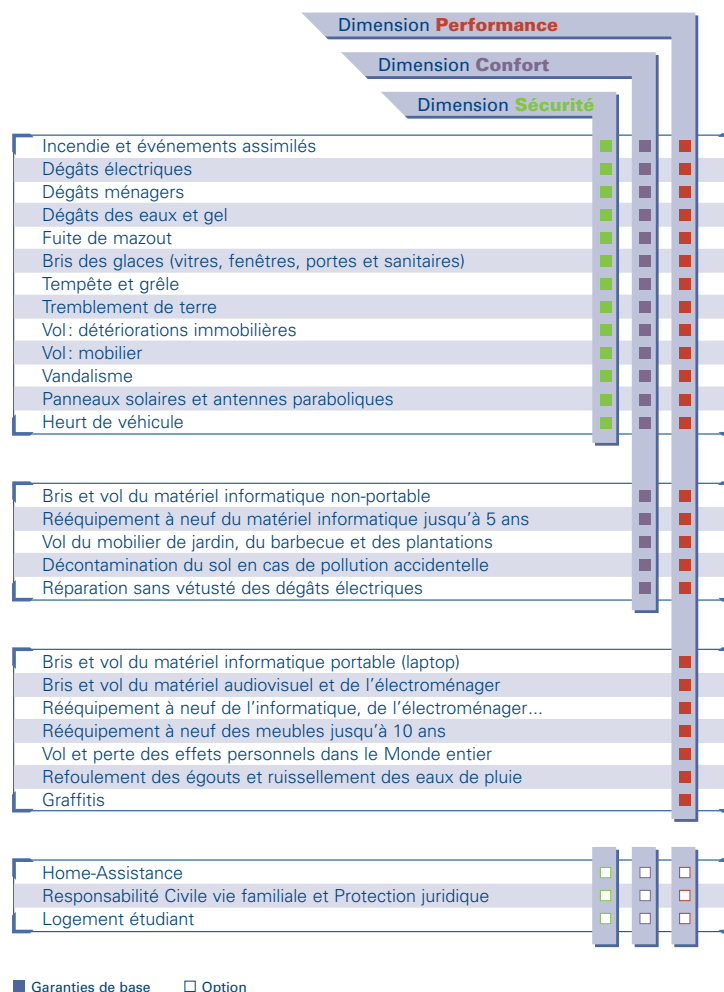 Dimension Performance
Dimension Confort
Dimension Sécurité
Incendie et événements assimilés
Dégâts électriques
Dégâts ménagers
Dégâts des eaux et gel
Fuite de mazout
Bris des glaces (vitres, fenêtres, portes et sanitaires)
Tempête et grêle
Tremblement de terre
Vol : détériorations immobilières
Vol : mobilier
Vandalisme
Panneaux solaires et antennes paraboliques
Heurt de véhicule
Bris et vol du matériel informatique non-portable
Rééquipement à neuf du matériel informatique jusqu'à 5 ans
Vol du mobilier de jardin, du barbecue et des plantations
Décontamination du sol en cas de pollution accidentelle
Réparation sans vétusté des dégâts électriques
Bris et vol du matériel informatique portable (laptop)
Bris et vol du matériel audiovisuel et de l'électroménager
Rééquipement à neuf de l'informatique, de l'électroménager...
Rééquipement à neuf des meubles jusqu'à 10 ans
Vol et perte des effets personnels dans le Monde entier
Refoulement des égouts et ruissellement des eaux de pluie
Graffitis
Home-Assistance
Responsabilité Civile vie familiale et Protection juridique
Logement étudiant
Garanties de base
Option